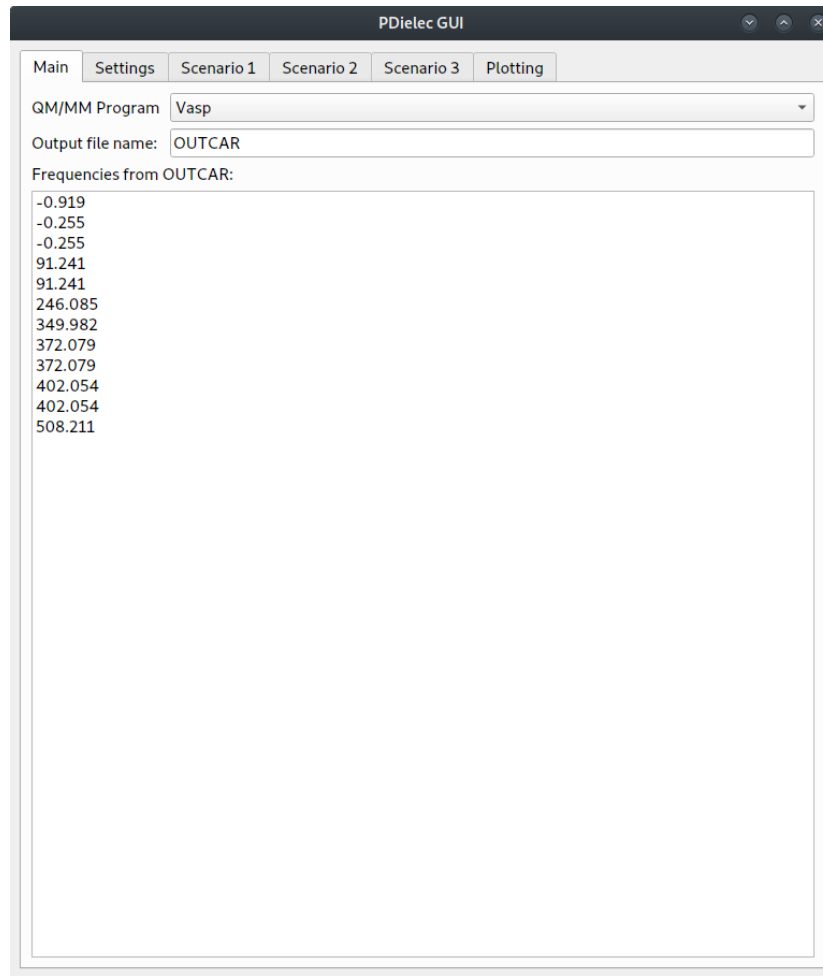 PDielec GUI
Main Settings Scenario 1 Scenario 2 Scenario 3 Plotting
QM/MM Program Vasp
Output file name: OUTCAR
Frequencies from OUTCAR:
-0.919
-0.255
-0.255
91.241
91.241
246.085
349.982
372.079
372.079
402.054
402.054
508.211